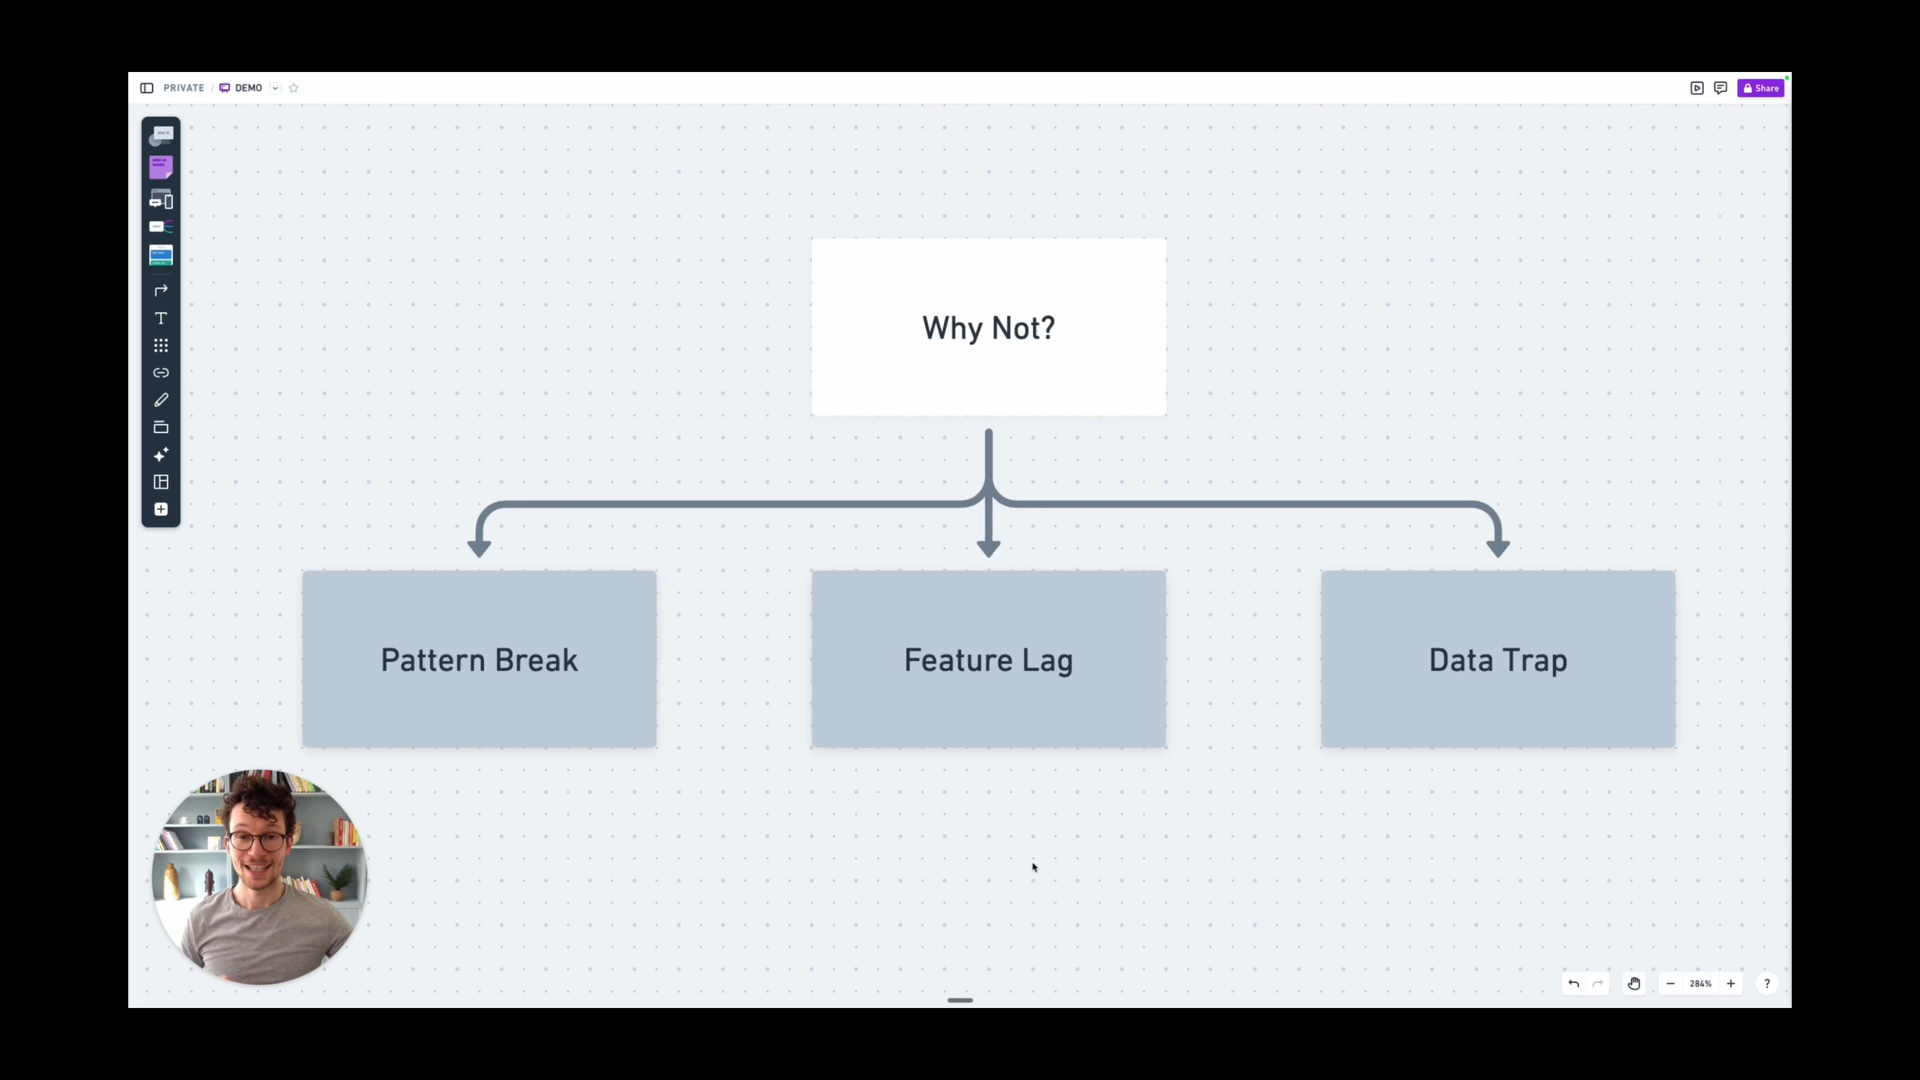 PRIVATE / DEMO
Share
Why Not?
Pattern Break
Feature Lag
Data Trap
284%
?